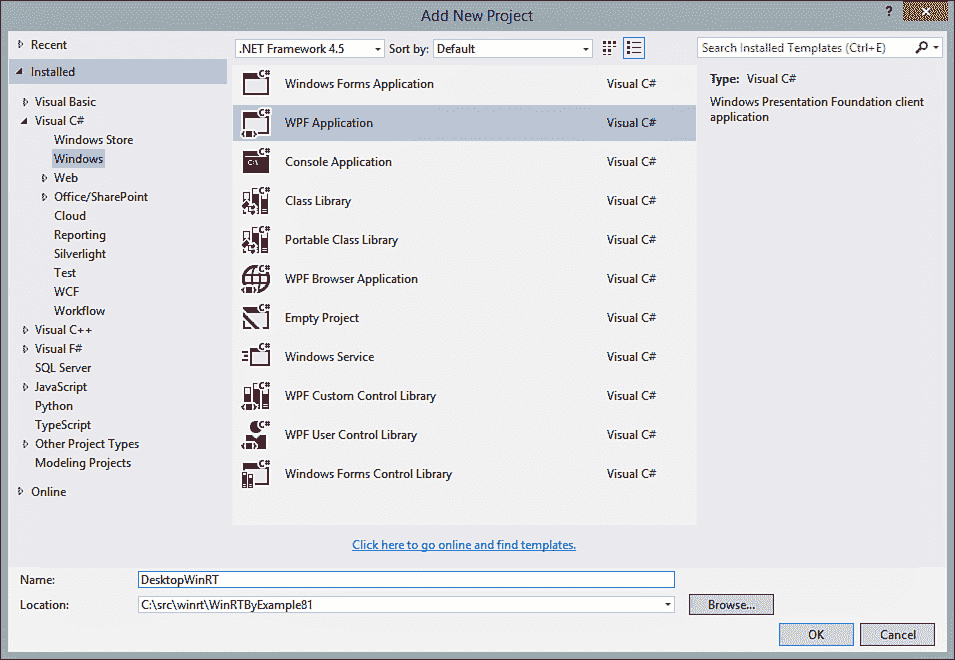 Add New Project
?
Recent
Installed
Visual Basic
Visual C#
Windows Store
Windows
Web
Office/SharePoint
Cloud
Reporting
Silverlight
Test
WCF
Workflow
Visual C++
Visual F#
SQL Server
JavaScript
Python
TypeScript
Other Project Types
Modeling Projects
Online
.NET Framework 4.5 Sort by: Default
C# Windows Forms Application Visual C#
C# WPF Application Visual C#
C# C:\ Console Application Visual C#
C# Class Library Visual C#
C# Portable Class Library Visual C#
C# WPF Browser Application Visual C#
C# Empty Project Visual C#
C# Windows Service Visual C#
C# WPF Custom Control Library Visual C#
C# WPF User Control Library Visual C#
C# Windows Forms Control Library Visual C#
Click here to go online and find templates.
Search Installed Templates (Ctrl+E)
Type: Visual C#
Windows Presentation Foundation client
application
Name: DesktopWinRT
Location: C:\src\winrt\WinRTByExample81 Browse...
OK Cancel